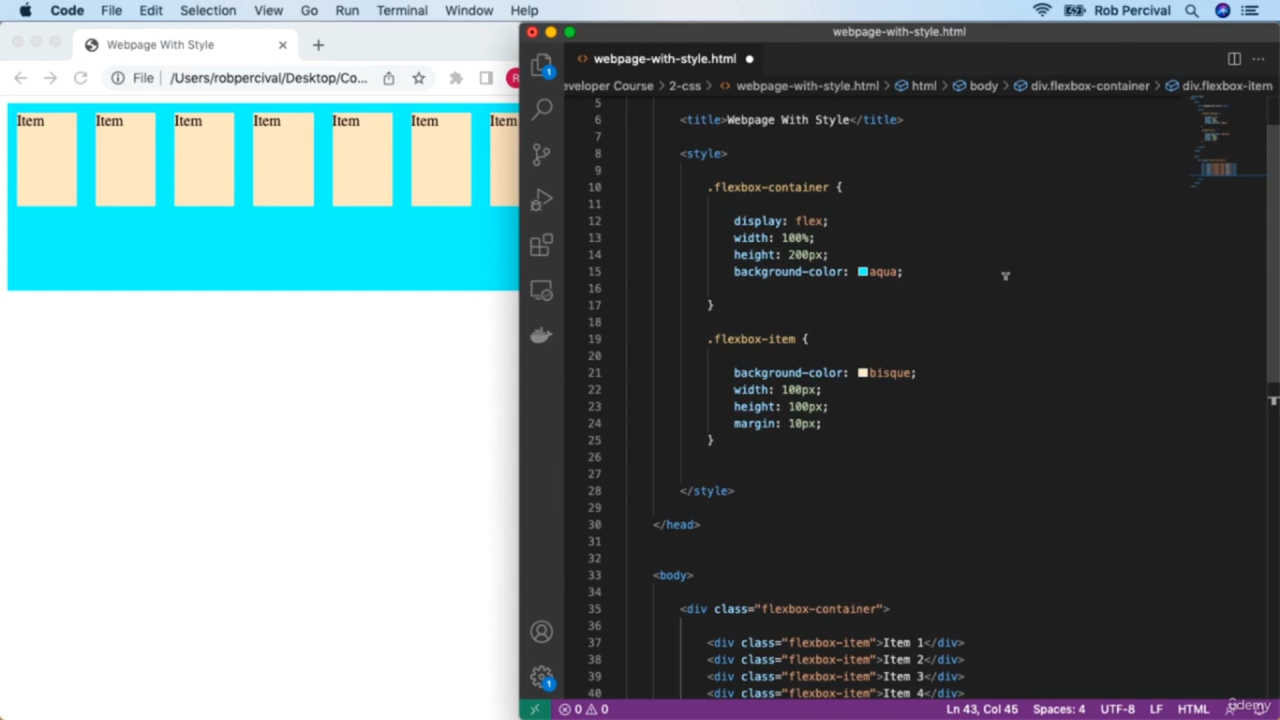 Code File Edit Selection View Go Run Terminal Window Help Rob Percival
webpage-with-style.html
Webpage With Style
webpage-with-style.html
File /Users/robpercival/Desktop/Co...
eveloper Course > 2-css > webpage-with-style.html > html > body > div.flexbox-container > div.flexbox-item
Item Item Item Item Item Item Item
5
6 <title>Webpage With Style</title>
7
8 <style>
9
10 .flexbox-container {
11
12 display: flex;
13 width: 100%;
14 height: 200px;
15 background-color: aqua;
16
17 }
18
19 .flexbox-item {
20
21 background-color: bisque;
22 width: 100px;
23 height: 100px;
24 margin: 10px;
25 }
26
27
28 </style>
29
30 </head>
31
32
33 <body>
34
35 <div class="flexbox-container">
36
37 <div class="flexbox-item">Item 1</div>
38 <div class="flexbox-item">Item 2</div>
39 <div class="flexbox-item">Item 3</div>
40 <div class="flexbox-item">Item 4</div>
0 0 Ln 43, Col 45 Spaces: 4 UTF-8 LF HTML
udemy